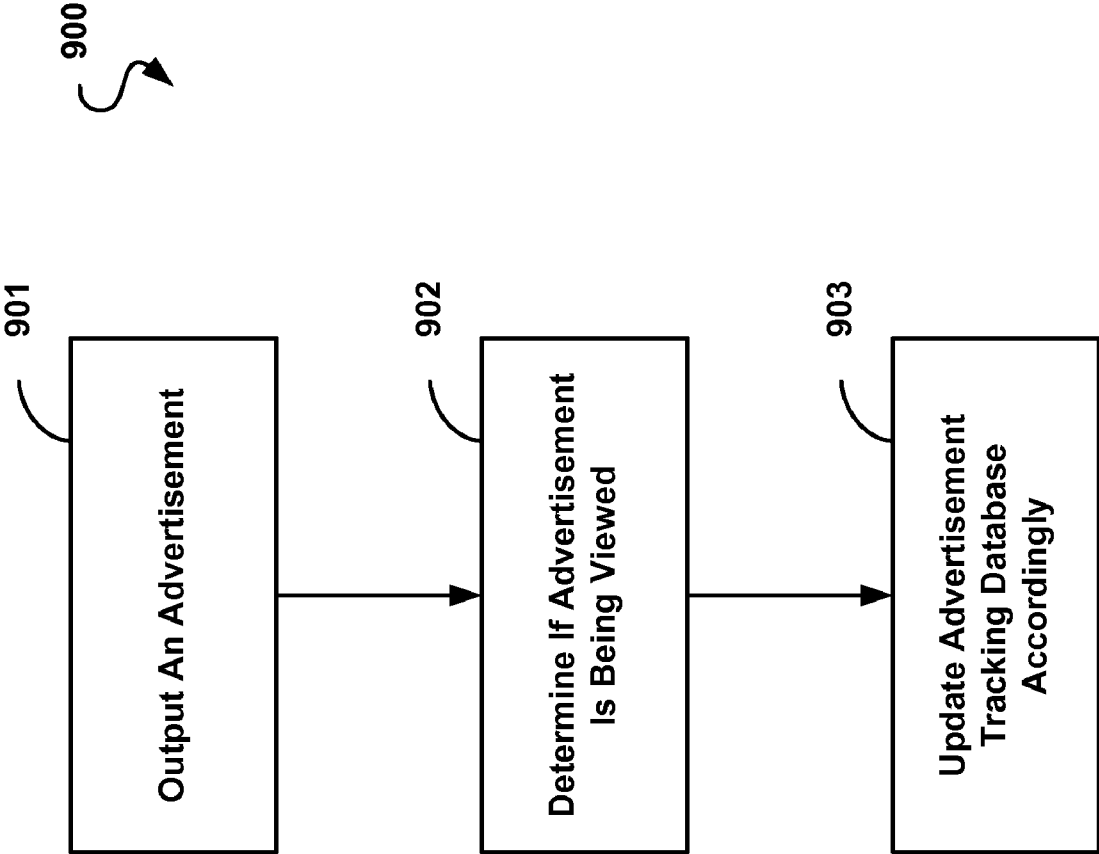 900
901
Output An Advertisement
902
Determine If Advertisement
Is Being Viewed
903
Update Advertisement
Tracking Database
Accordingly